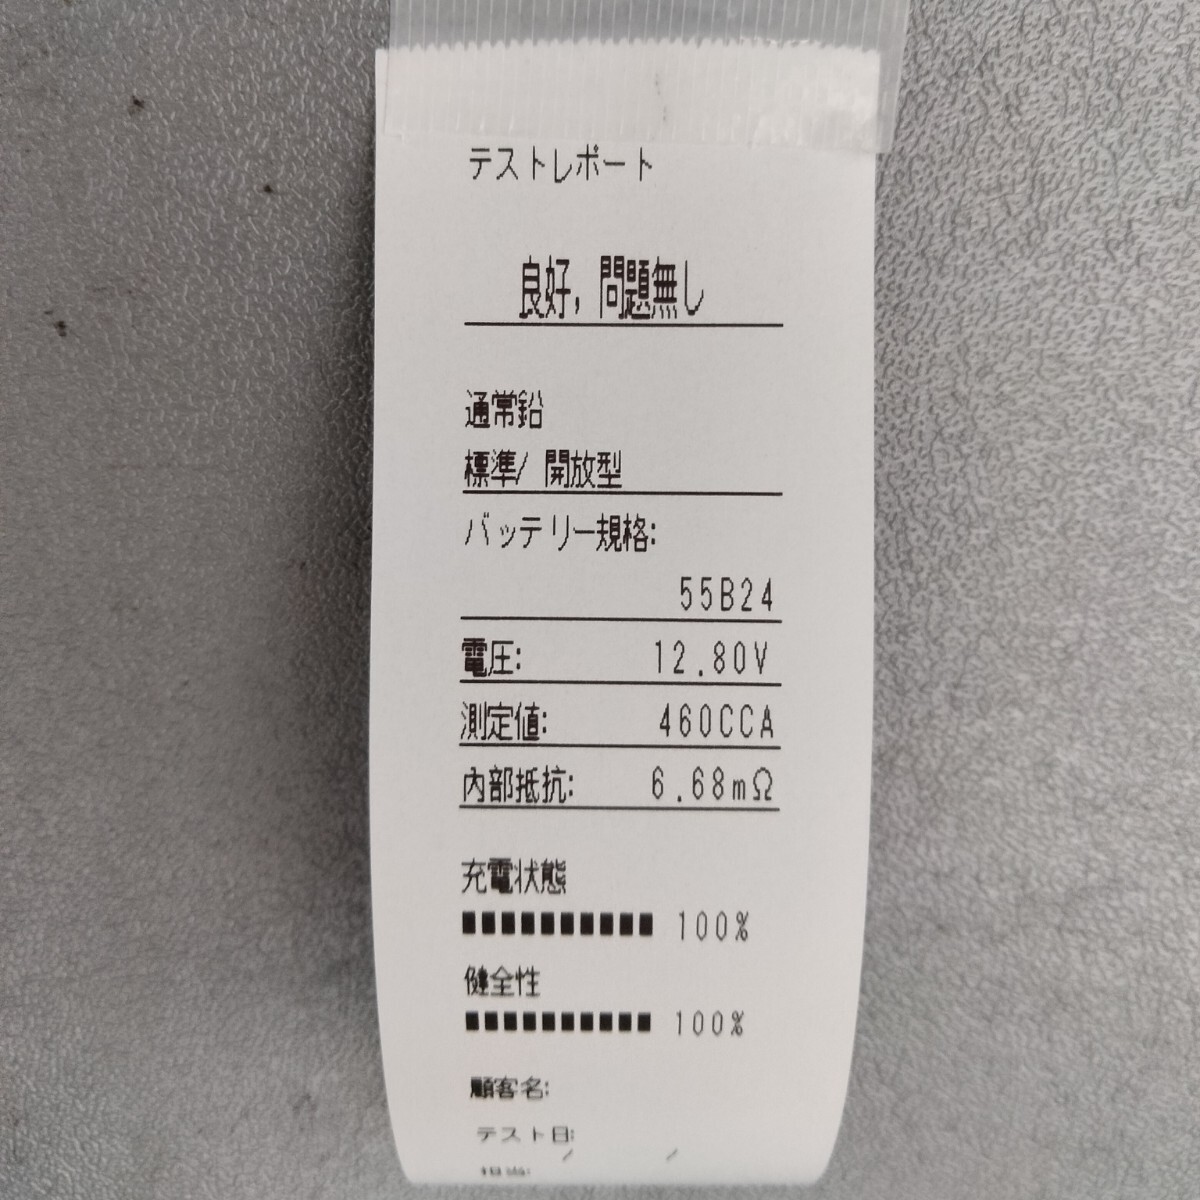 テストレポート
良好, 問題無し
通常鉛
標準/ 開放型
バッテリー規格:
55B24
電圧: 12.80V
測定値: 460CCA
内部抵抗: 6.68mΩ
充電状態
■■■■■■■■■■ 100%
健全性
■■■■■■■■■■ 100%
顧客名:
テスト日:
/ /
担当: